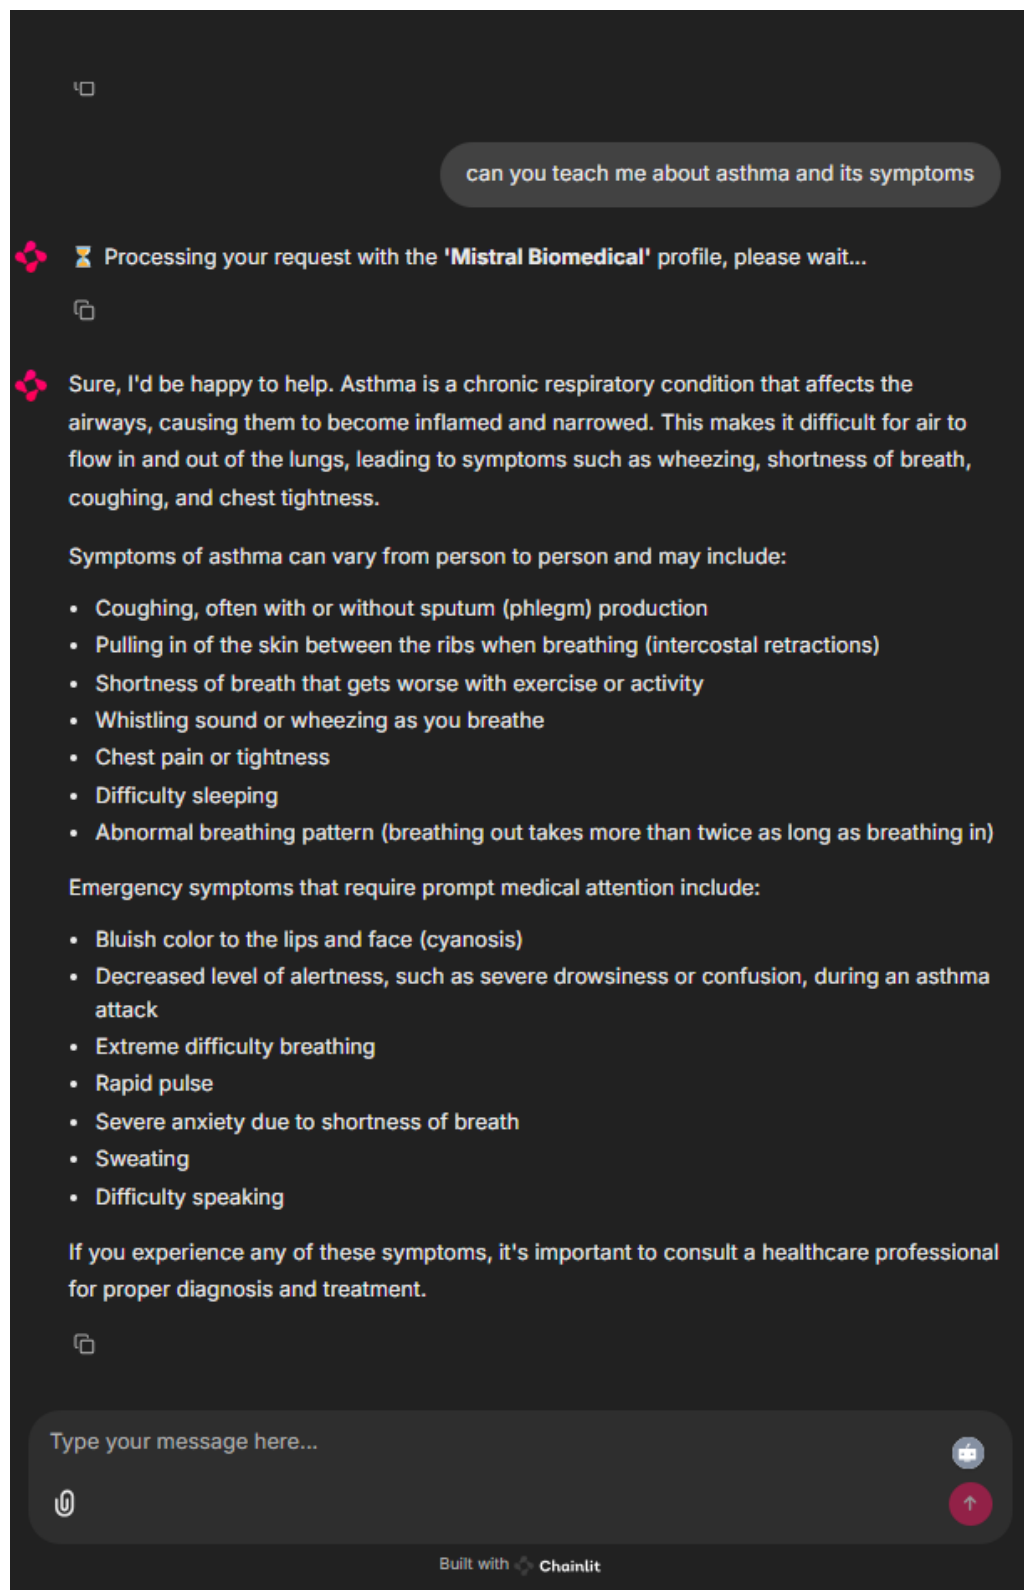 can you teach me about asthma and its symptoms
⏳ Processing your request with the 'Mistral Biomedical' profile, please wait...
Sure, I'd be happy to help. Asthma is a chronic respiratory condition that affects the
airways, causing them to become inflamed and narrowed. This makes it difficult for air to
flow in and out of the lungs, leading to symptoms such as wheezing, shortness of breath,
coughing, and chest tightness.
Symptoms of asthma can vary from person to person and may include:
• Coughing, often with or without sputum (phlegm) production
• Pulling in of the skin between the ribs when breathing (intercostal retractions)
• Shortness of breath that gets worse with exercise or activity
• Whistling sound or wheezing as you breathe
• Chest pain or tightness
• Difficulty sleeping
• Abnormal breathing pattern (breathing out takes more than twice as long as breathing in)
Emergency symptoms that require prompt medical attention include:
• Bluish color to the lips and face (cyanosis)
• Decreased level of alertness, such as severe drowsiness or confusion, during an asthma
attack
• Extreme difficulty breathing
• Rapid pulse
• Severe anxiety due to shortness of breath
• Sweating
• Difficulty speaking
If you experience any of these symptoms, it's important to consult a healthcare professional
for proper diagnosis and treatment.
Type your message here...
Built with Chainlit